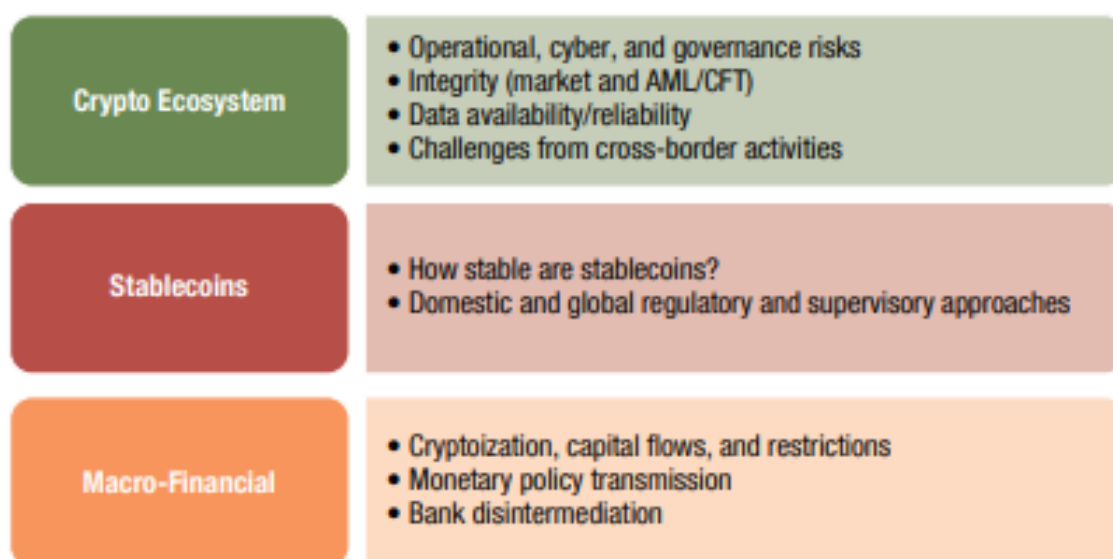 Crypto Ecosystem
• Operational, cyber, and governance risks
• Integrity (market and AML/CFT)
• Data availability/reliability
• Challenges from cross-border activities
Stablecoins
• How stable are stablecoins?
• Domestic and global regulatory and supervisory approaches
Macro-Financial
• Cryptoization, capital flows, and restrictions
• Monetary policy transmission
• Bank disintermediation